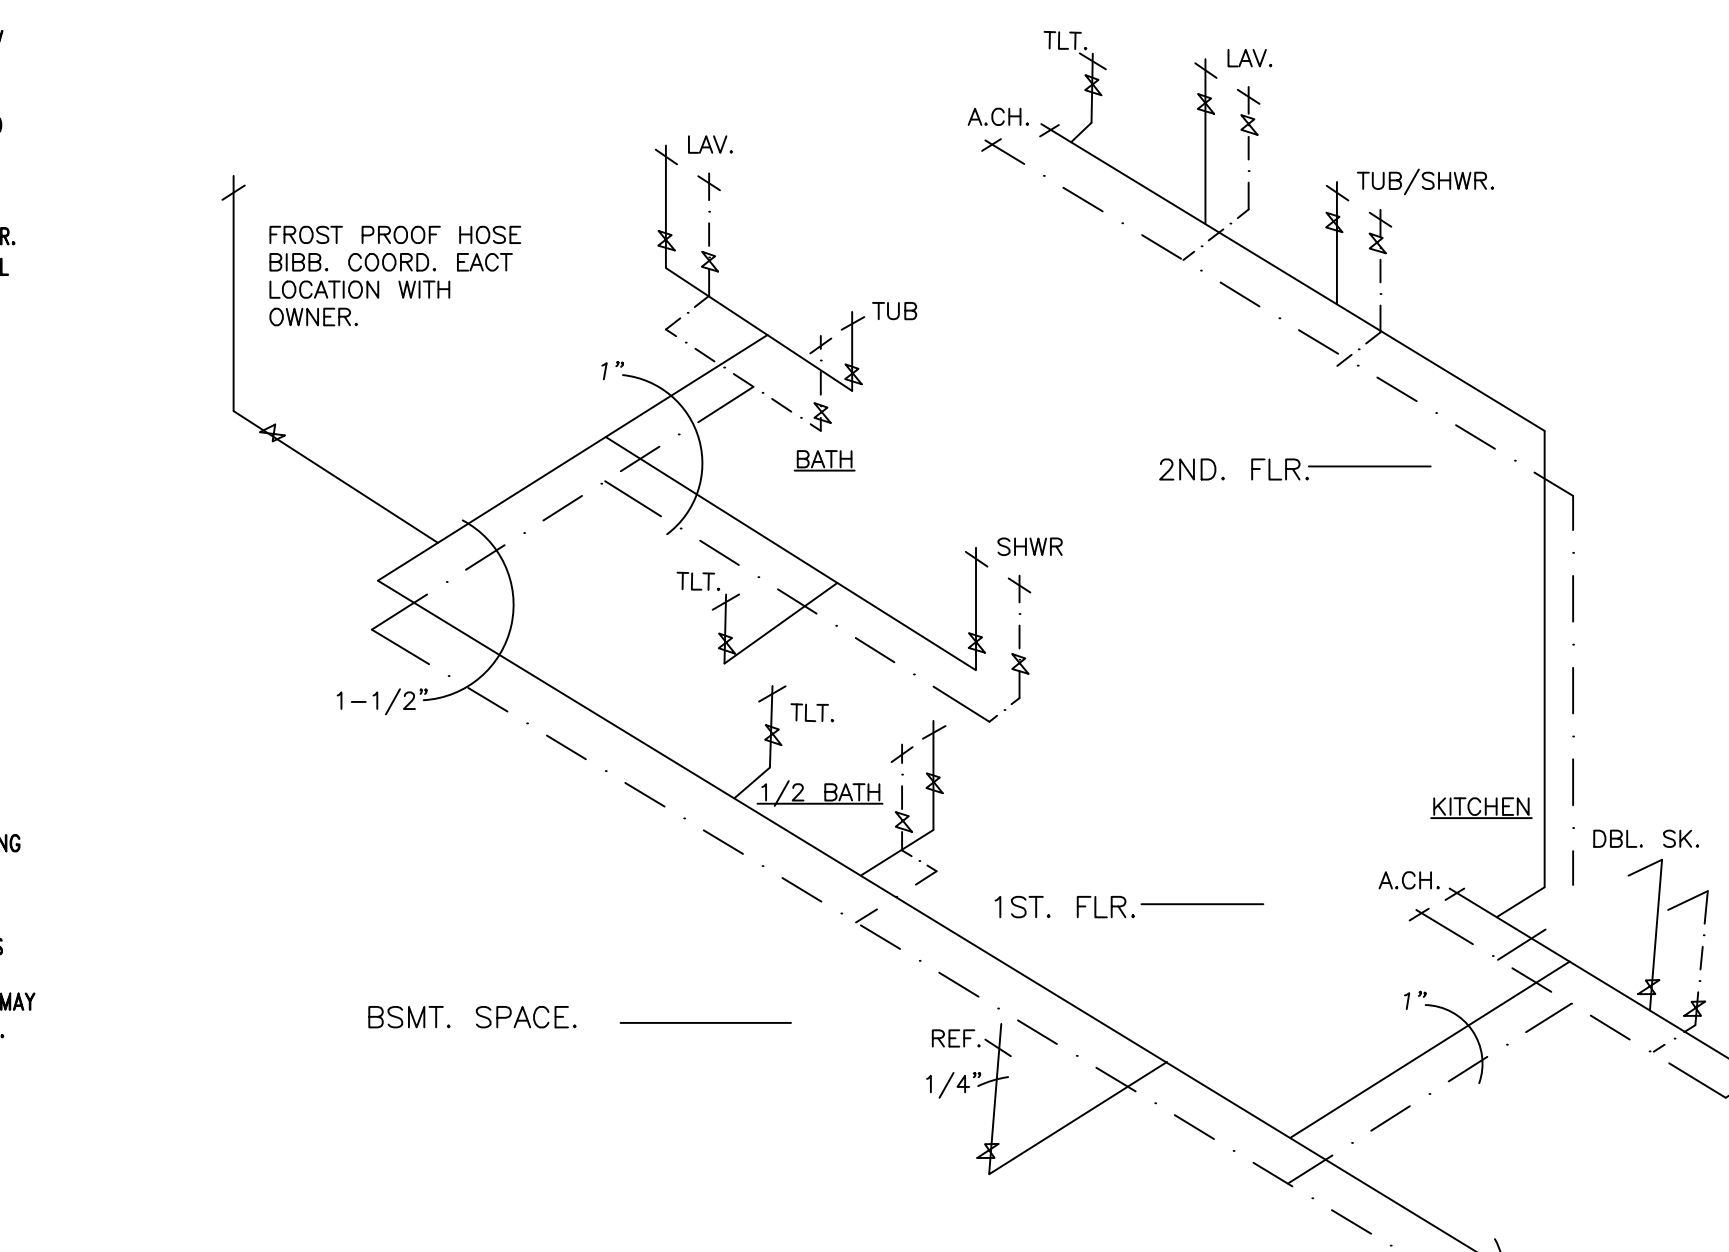 TLT.
LAV.
A.CH.
LAV.
TUB/SHWR.
FROST PROOF HOSE
BIBB. COORD. EACT
LOCATION WITH
OWNER.
R.
L
TUB
1"
BATH
2ND. FLR.
SHWR
TLT.
1-1/2"
TLT.
1/2 BATH
KITCHEN
NG
DBL. SK.
A.CH.
1ST. FLR.
S
MAY
.
BSMT. SPACE.
1"
REF.
1/4"